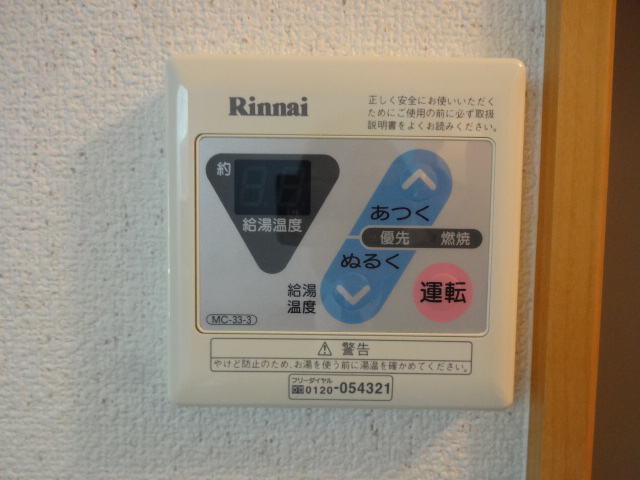 Rinnai
正しく安全にお使いいただく
ためにご使用の前に必ず取扱
説明書をよくお読みください。
約
給湯温度
あつく
優先 燃焼
ぬるく
給湯
温度
運転
MC-33-3
警告
やけど防止のため、お湯を使う前に湯温を確かめてください。
フリーダイヤル
0120-054321